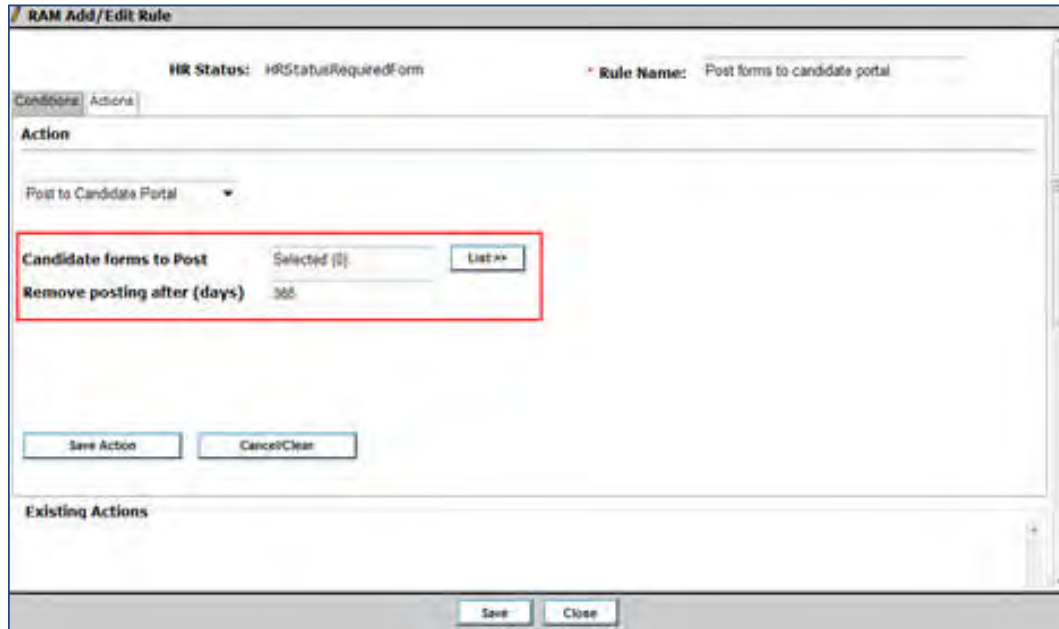 RAM Add/Edit Rule
HR Status: HRStatusRequiredForm * Rule Name: Post forms to candidate portal
Conditions Actions
Action
Post to Candidate Portal
Candidate forms to Post Selected (0) List >>
Remove posting after (days) 365
Save Action Cancel/Clear
Existing Actions
Save Close